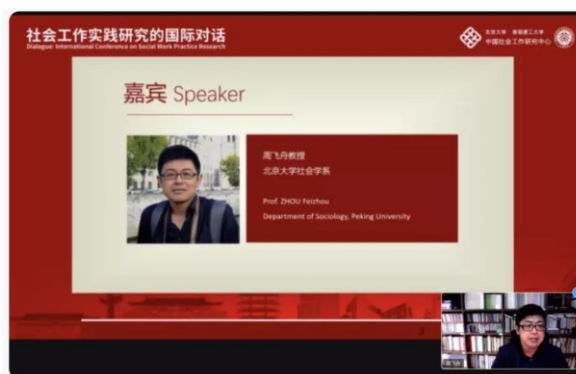 社会工作实践研究的国际对话
Dialogue: International Conference on Social Work Practice Research
北京大学 香港理工大学
中国社会工作研究中心
嘉宾 Speaker
周飞舟教授
北京大学社会学系
Prof. ZHOU Feizhou
Department of Sociology, Peking University